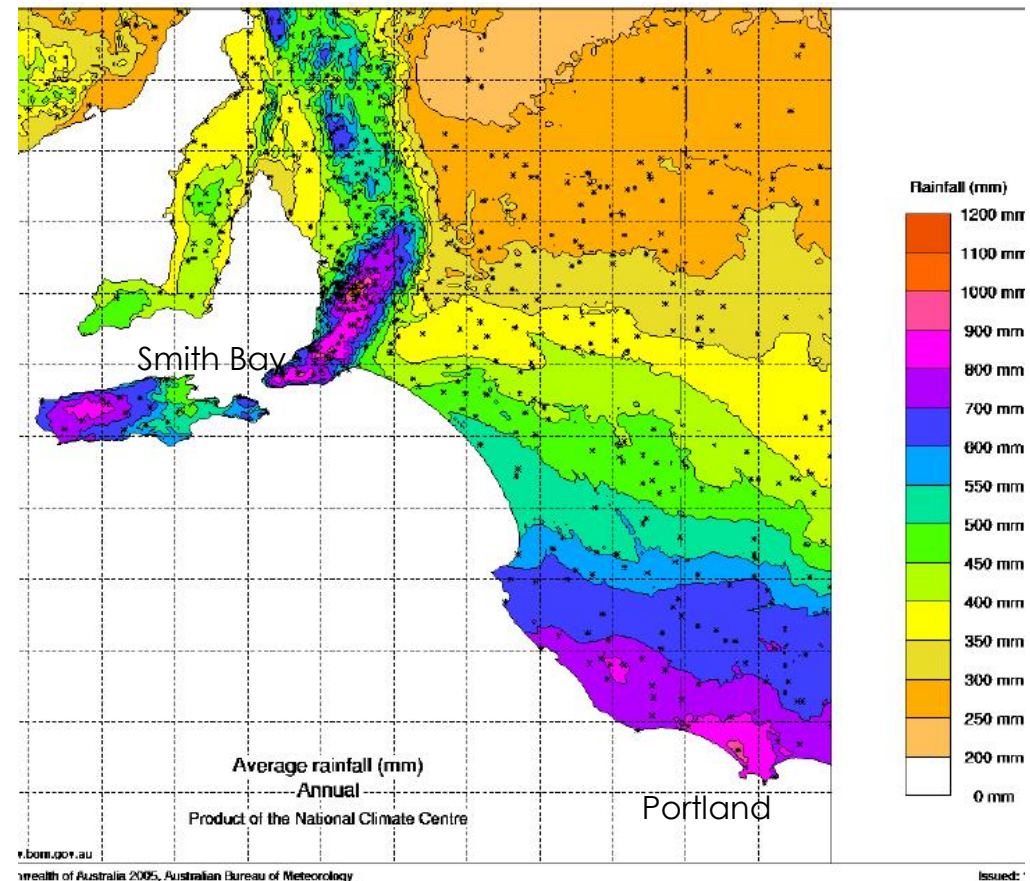 Smith Bay
Average rainfall (mm)
Annual
Product of the National Climate Centre
Portland
.bom.gov.au
wealth of Australia 2005, Australian Bureau of Meteorology
Issued:
Rainfall (mm)
1200 mm
1100 mm
1000 mm
900 mm
800 mm
700 mm
600 mm
550 mm
500 mm
450 mm
400 mm
350 mm
300 mm
250 mm
200 mm
0 mm